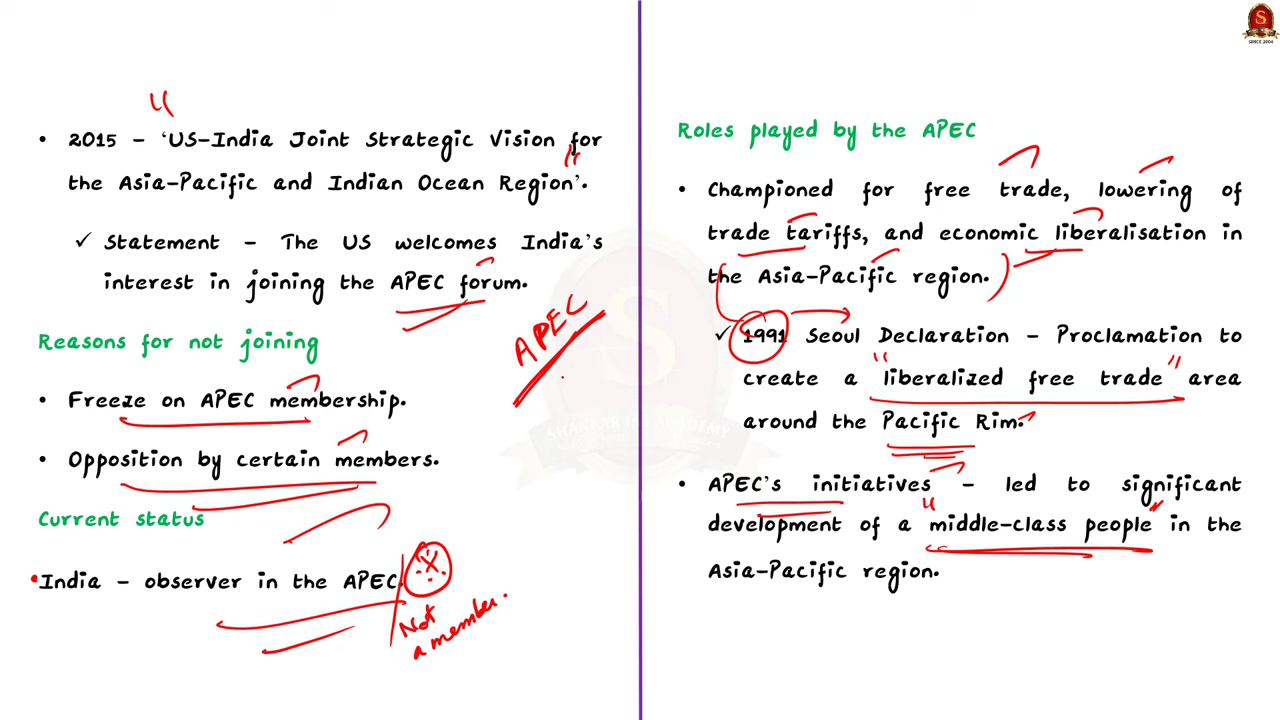 • 2015 – ‘US-India Joint Strategic Vision for
the Asia-Pacific and Indian Ocean Region’.
✓ Statement – The US welcomes India's
interest in joining the APEC forum.
Reasons for not joining
• Freeze on APEC membership.
• Opposition by certain members.
Current status
India – observer in the APEC.
Not
a member.
APEC
Roles played by the APEC
• Championed for free trade, lowering of
trade tariffs, and economic liberalisation in
the Asia-Pacific region.
✓ 1991 Seoul Declaration – Proclamation to
create a liberalized free trade area
around the Pacific Rim.
• APEC's initiatives – led to significant
development of a middle-class people in the
Asia-Pacific region.
S
SINCE 2004
S
SHANKAR IAS ACADEMY